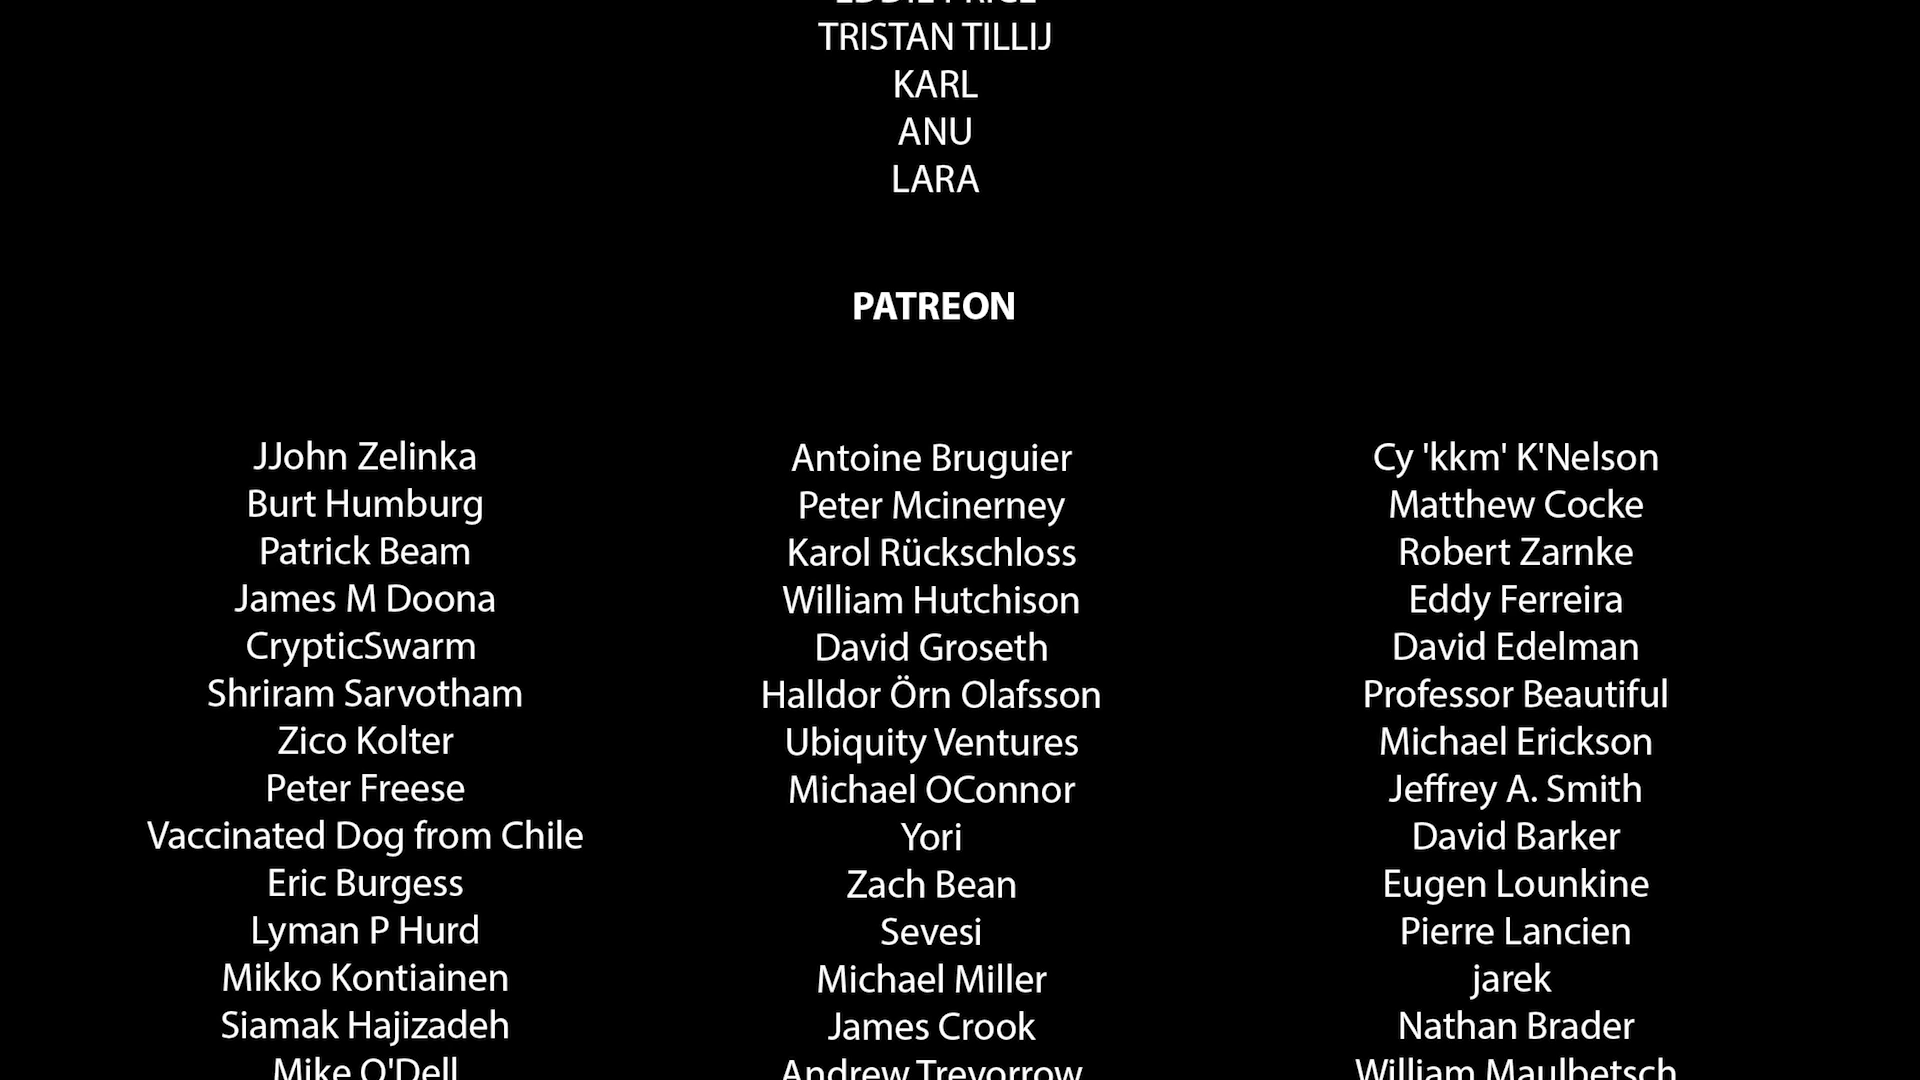 EDDIE PRICE
TRISTAN TILLIJ
KARL
ANU
LARA
PATREON
JJohn Zelinka
Burt Humburg
Patrick Beam
James M Doona
CrypticSwarm
Shriram Sarvotham
Zico Kolter
Peter Freese
Vaccinated Dog from Chile
Eric Burgess
Lyman P Hurd
Mikko Kontiainen
Siamak Hajizadeh
Mike O'Dell
Antoine Bruguier
Peter Mcinerney
Karol Rückschloss
William Hutchison
David Groseth
Halldor Örn Olafsson
Ubiquity Ventures
Michael OConnor
Yori
Zach Bean
Sevesi
Michael Miller
James Crook
Andrew Trevorrow
Cy 'kkm' K'Nelson
Matthew Cocke
Robert Zarnke
Eddy Ferreira
David Edelman
Professor Beautiful
Michael Erickson
Jeffrey A. Smith
David Barker
Eugen Lounkine
Pierre Lancien
jarek
Nathan Brader
William Maulbetsch